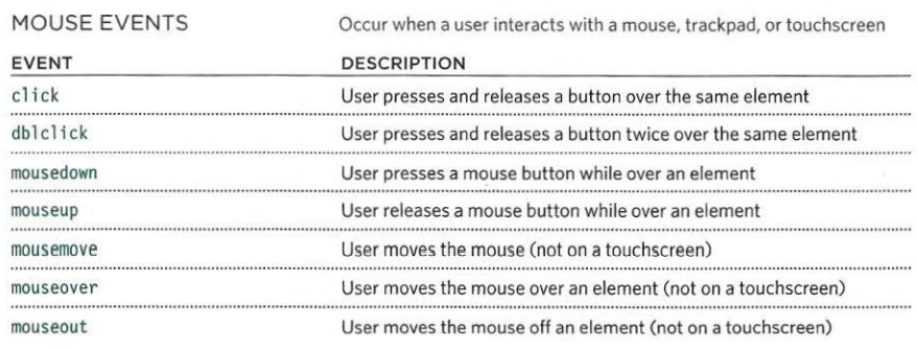 MOUSE EVENTS Occur when a user interacts with a mouse, trackpad, or touchscreen
EVENT DESCRIPTION
click User presses and releases a button over the same element
dblclick User presses and releases a button twice over the same element
mousedown User presses a mouse button while over an element
mouseup User releases a mouse button while over an element
mousemove User moves the mouse (not on a touchscreen)
mouseover User moves the mouse over an element (not on a touchscreen)
mouseout User moves the mouse off an element (not on a touchscreen)